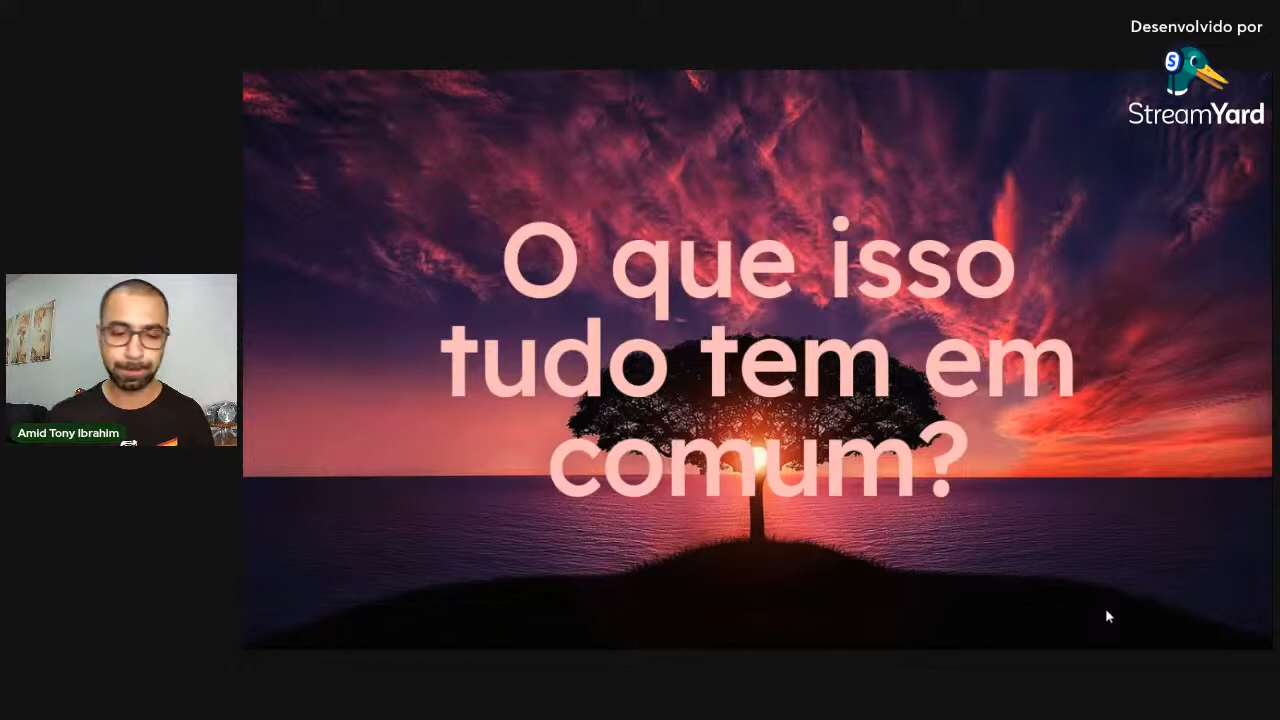 Desenvolvido por
StreamYard
O que isso
tudo tem em
comum?
Amid Tony Ibrahim